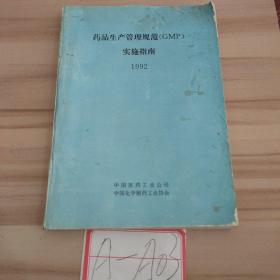 药品生产管理规范(GMP)
实施指南
1992
中国医药工业公司
中国化学制药工业协会
A-A03